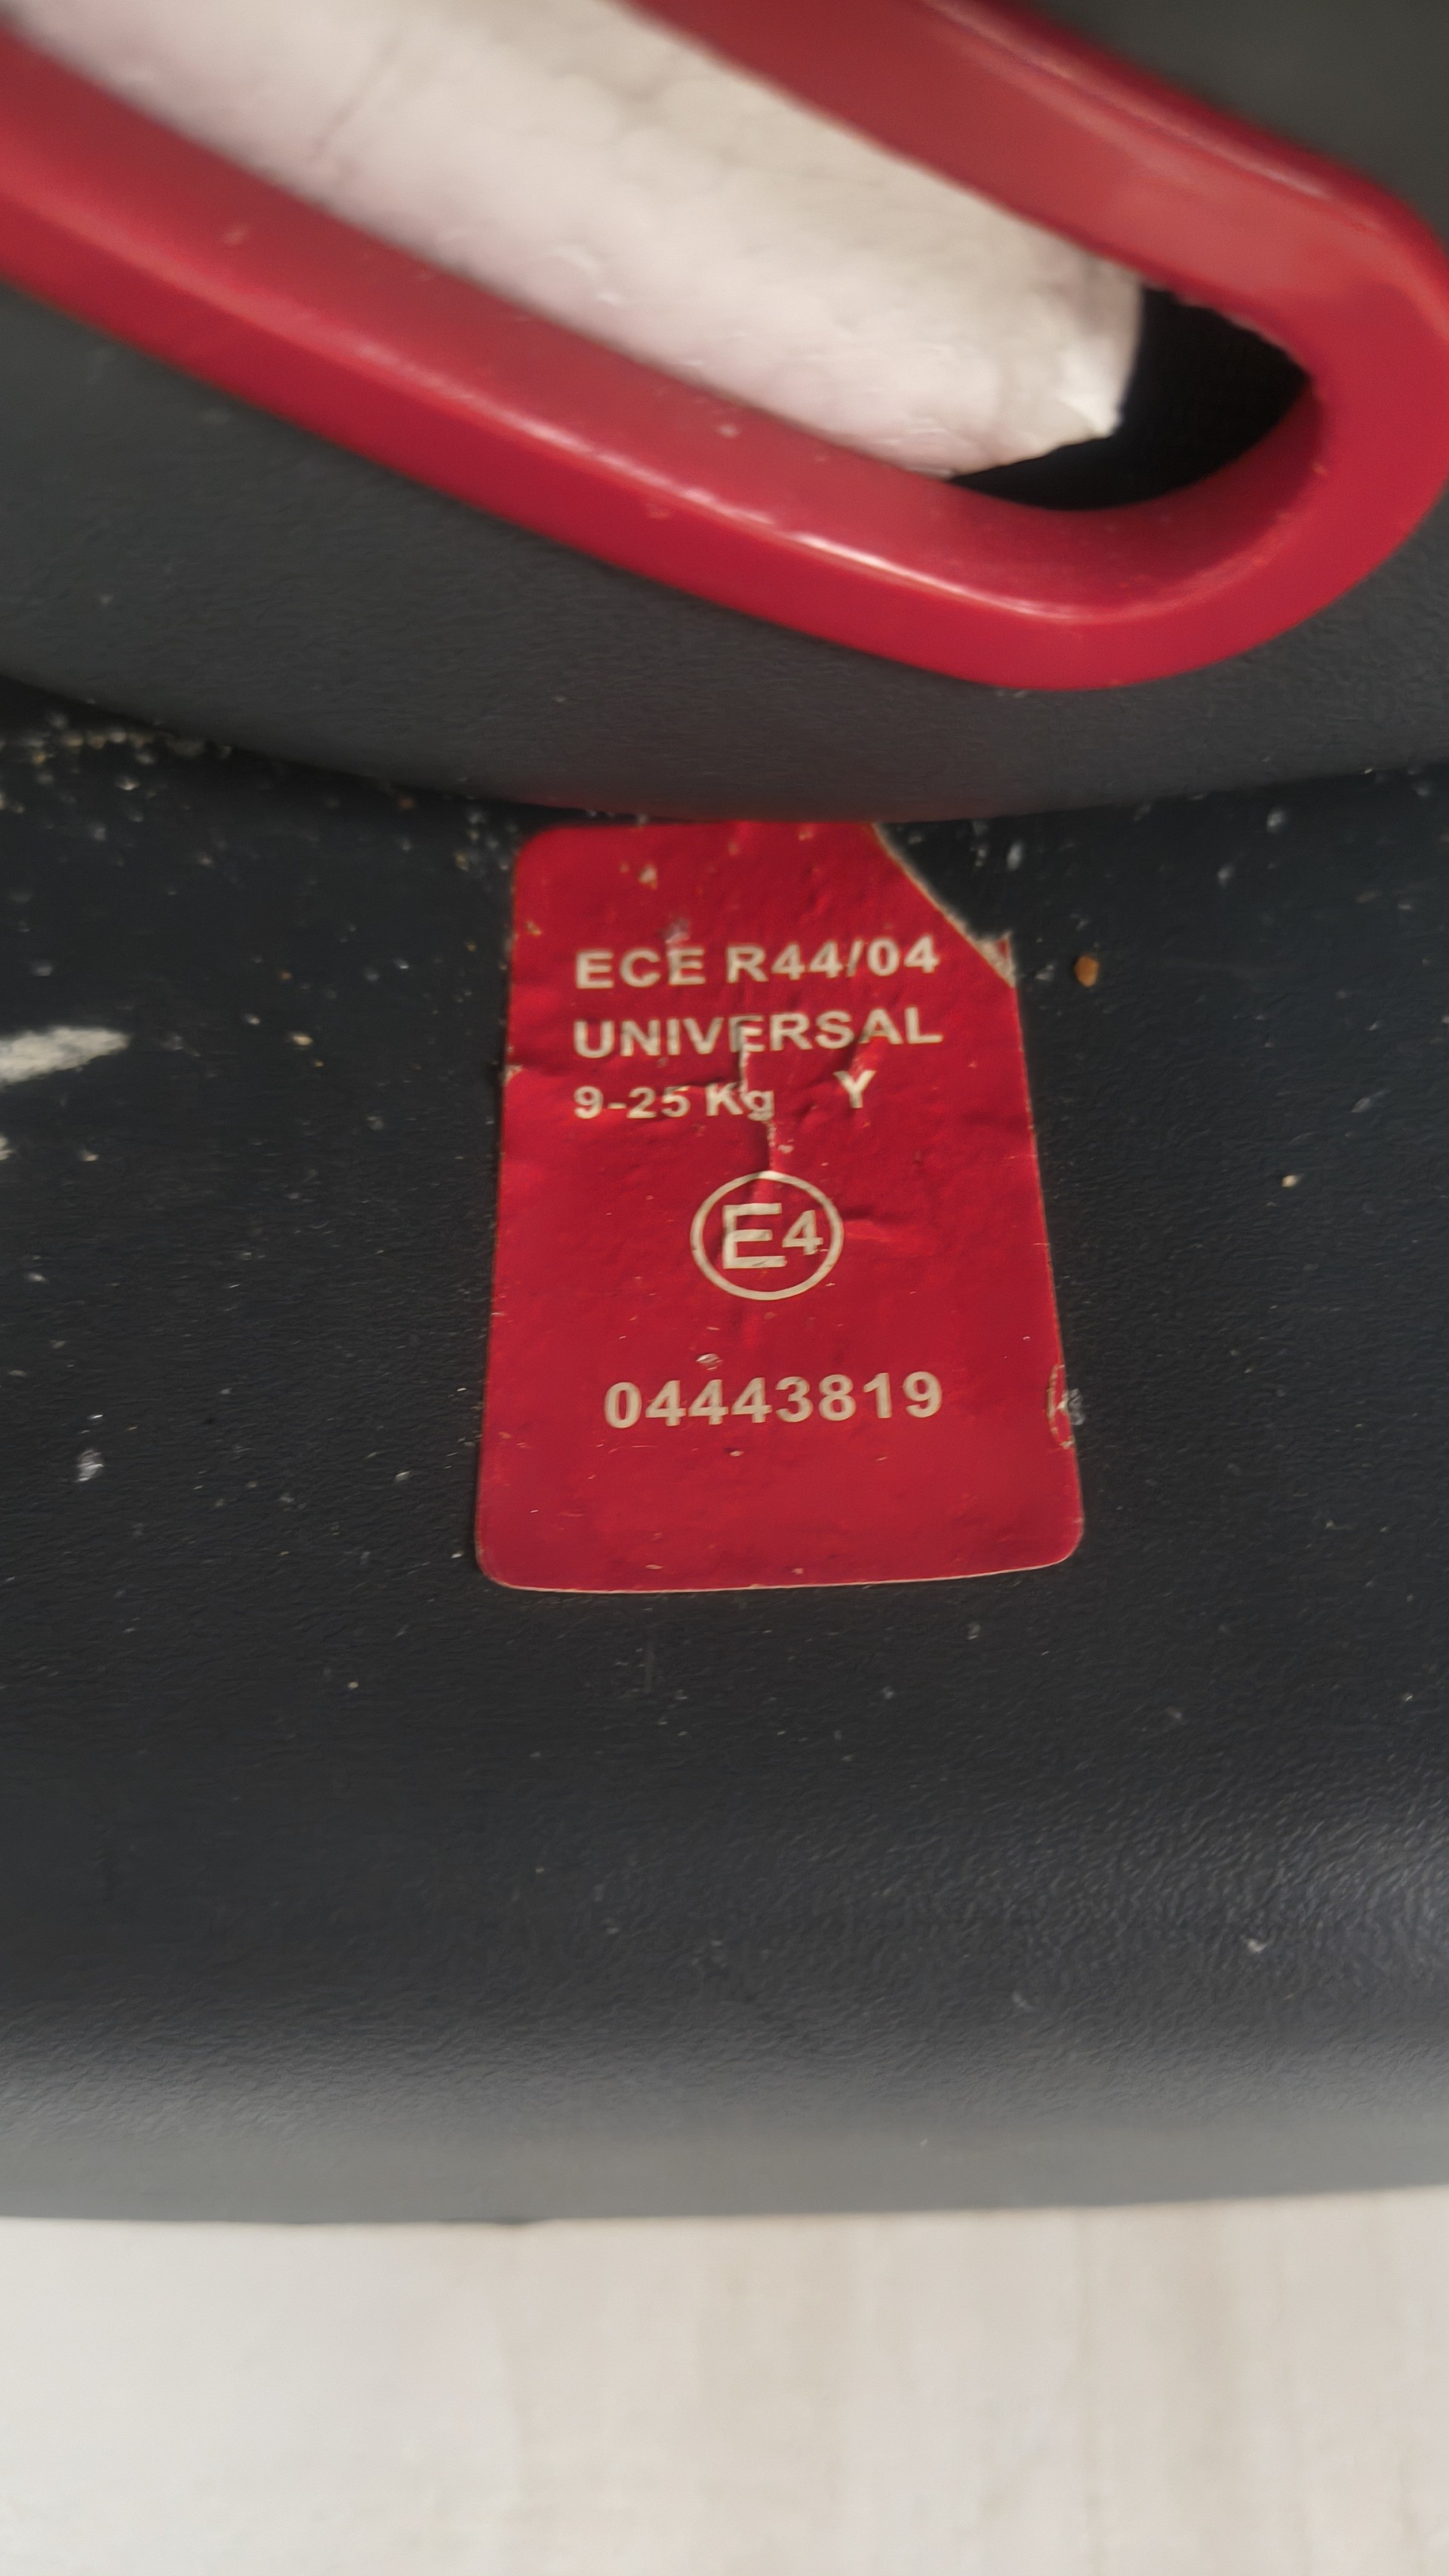 ECE R44/04
UNIVERSAL
9-25 Kg Y
E4
04443819